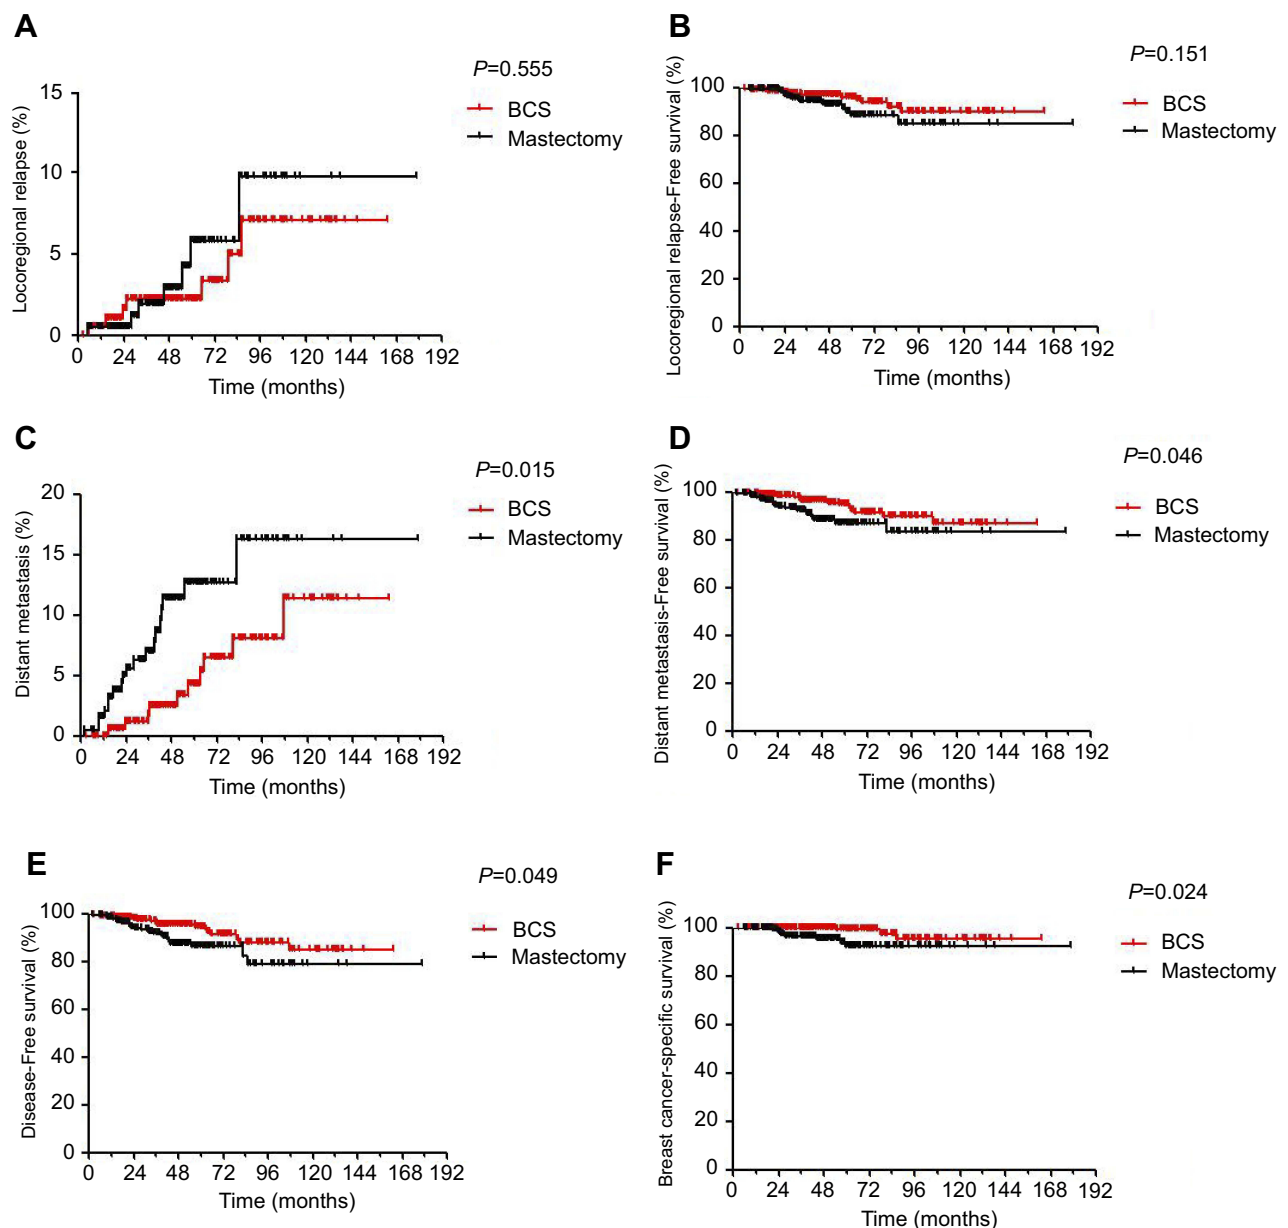 A
P=0.555
BCS
Mastectomy
Locoregional relapse (%)
15
10
5
0
0 24 48 72 96 120 144 168 192
Time (months)
B
P=0.151
BCS
Mastectomy
Locoregional relapse-Free survival (%)
100
80
60
40
20
0
0 24 48 72 96 120 144 168 192
Time (months)
C
P=0.015
BCS
Mastectomy
Distant metastasis (%)
20
15
10
5
0
0 24 48 72 96 120 144 168 192
Time (months)
D
P=0.046
BCS
Mastectomy
Distant metastasis-Free survival (%)
100
80
60
40
20
0
0 24 48 72 96 120 144 168 192
Time (months)
E
P=0.049
BCS
Mastectomy
Disease-Free survival (%)
100
80
60
40
20
0
0 24 48 72 96 120 144 168 192
Time (months)
F
P=0.024
BCS
Mastectomy
Breast cancer-specific survival (%)
100
80
60
40
20
0
0 24 48 72 96 120 144 168 192
Time (months)